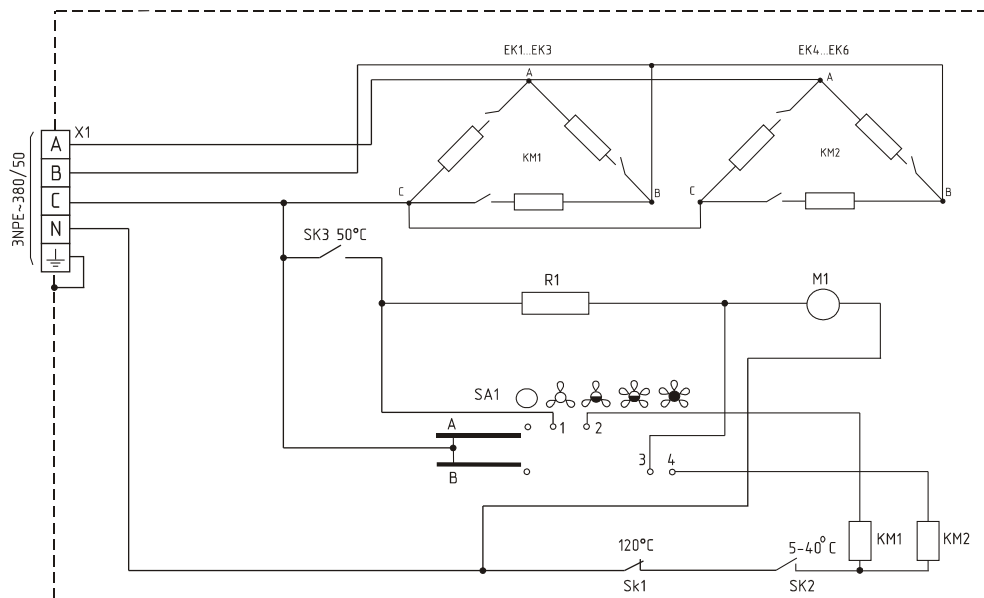 EK1...EK3
EK4...EK6
A
A
X1
A
B
C
N
3NPE~380/50
KM1
KM2
C
B
C
B
SK3 50°C
R1
M1
SA1
A
1
2
3
4
B
120°C
5-40°C
KM1
KM2
Sk1
SK2